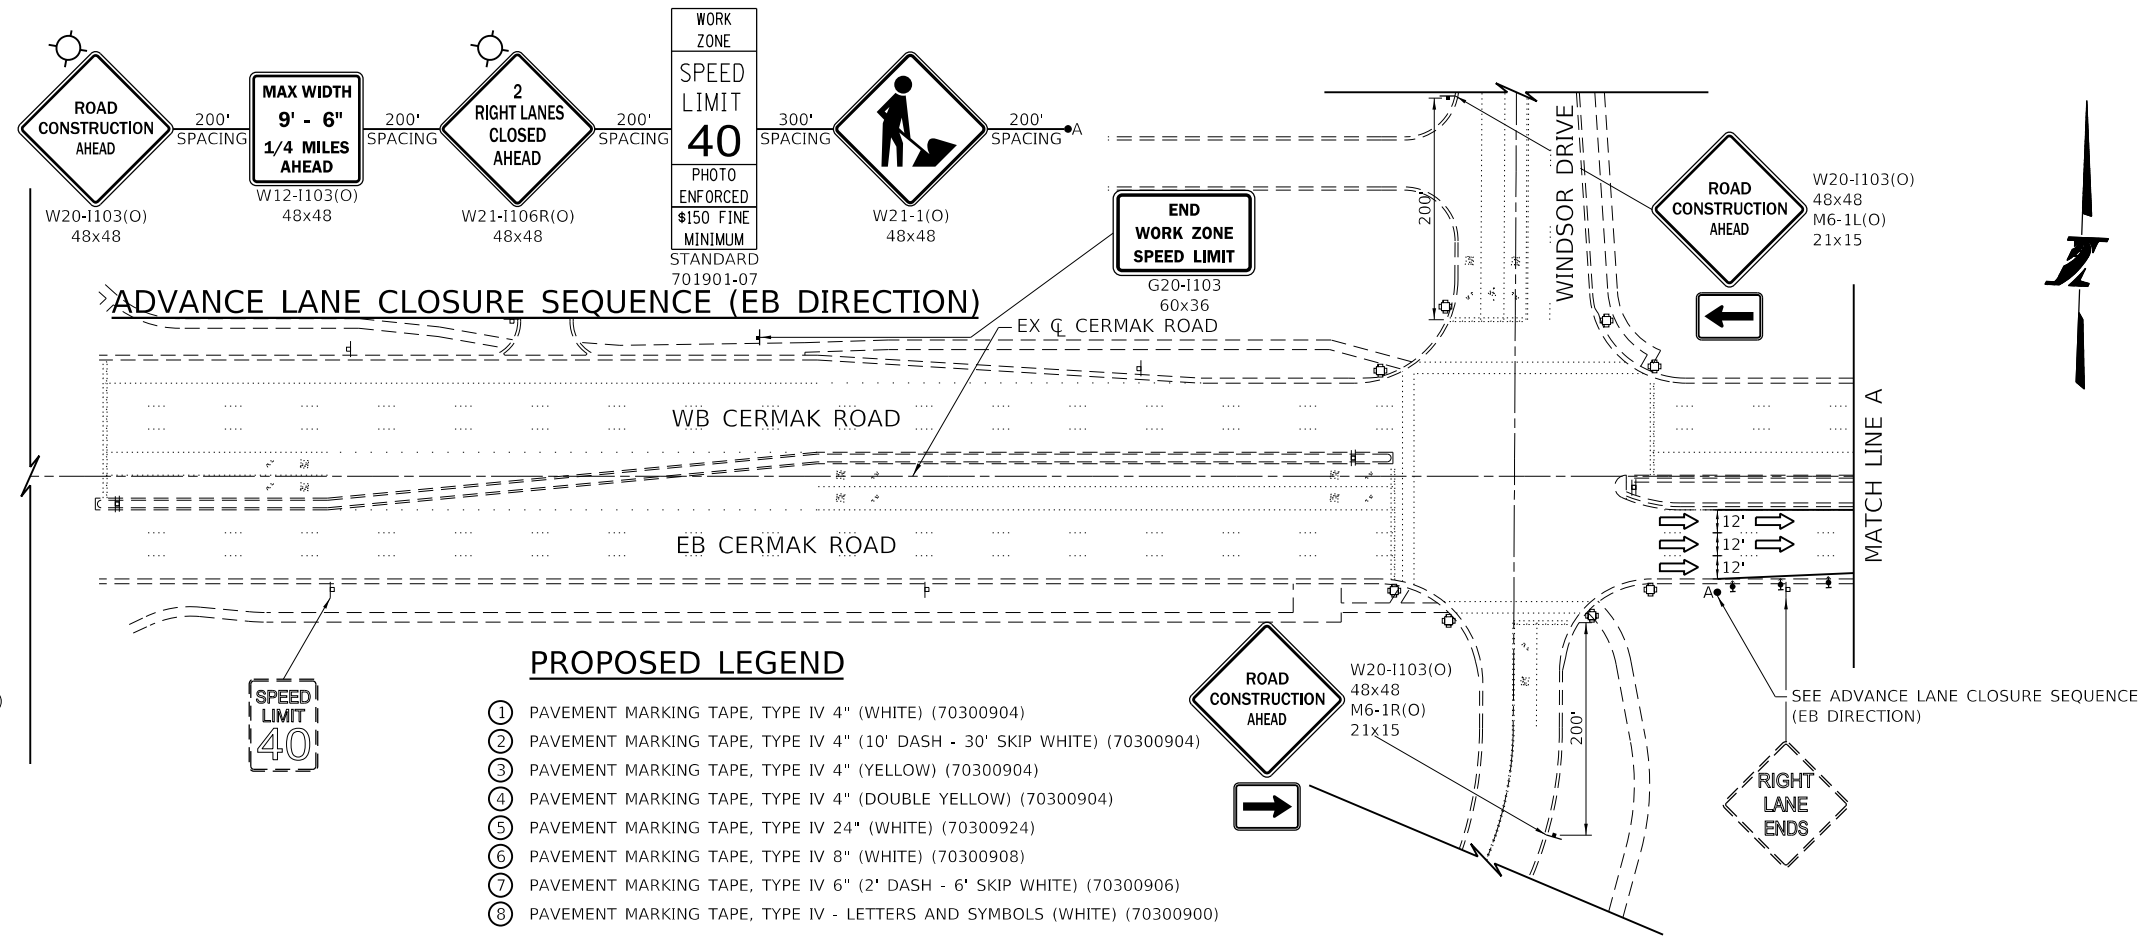 ROAD
CONSTRUCTION
AHEAD
W20-I103(O)
48x48
200'
SPACING
MAX WIDTH
9' - 6"
1/4 MILES
AHEAD
W12-I103(O)
48x48
200'
SPACING
2
RIGHT LANES
CLOSED
AHEAD
W21-I106R(O)
48x48
200'
SPACING
WORK
ZONE
SPEED
LIMIT
40
PHOTO
ENFORCED
$150 FINE
MINIMUM
STANDARD
701901-07
300'
SPACING
W21-1(O)
48x48
200'
SPACING
A
ADVANCE LANE CLOSURE SEQUENCE (EB DIRECTION)
END
WORK ZONE
SPEED LIMIT
G20-I103
60x36
EX ℄ CERMAK ROAD
200'
WINDSOR DRIVE
ROAD
CONSTRUCTION
AHEAD
W20-I103(O)
48x48
M6-1L(O)
21x15
WB CERMAK ROAD
EB CERMAK ROAD
12'
12'
12'
MATCH LINE A
A
SEE ADVANCE LANE CLOSURE SEQUENCE
(EB DIRECTION)
RIGHT
LANE
ENDS
SPEED
LIMIT
40
ROAD
CONSTRUCTION
AHEAD
W20-I103(O)
48x48
M6-1R(O)
21x15
200'
PROPOSED LEGEND
1 PAVEMENT MARKING TAPE, TYPE IV 4" (WHITE) (70300904)
2 PAVEMENT MARKING TAPE, TYPE IV 4" (10' DASH - 30' SKIP WHITE) (70300904)
3 PAVEMENT MARKING TAPE, TYPE IV 4" (YELLOW) (70300904)
4 PAVEMENT MARKING TAPE, TYPE IV 4" (DOUBLE YELLOW) (70300904)
5 PAVEMENT MARKING TAPE, TYPE IV 24" (WHITE) (70300924)
6 PAVEMENT MARKING TAPE, TYPE IV 8" (WHITE) (70300908)
7 PAVEMENT MARKING TAPE, TYPE IV 6" (2' DASH - 6' SKIP WHITE) (70300906)
8 PAVEMENT MARKING TAPE, TYPE IV - LETTERS AND SYMBOLS (WHITE) (70300900)